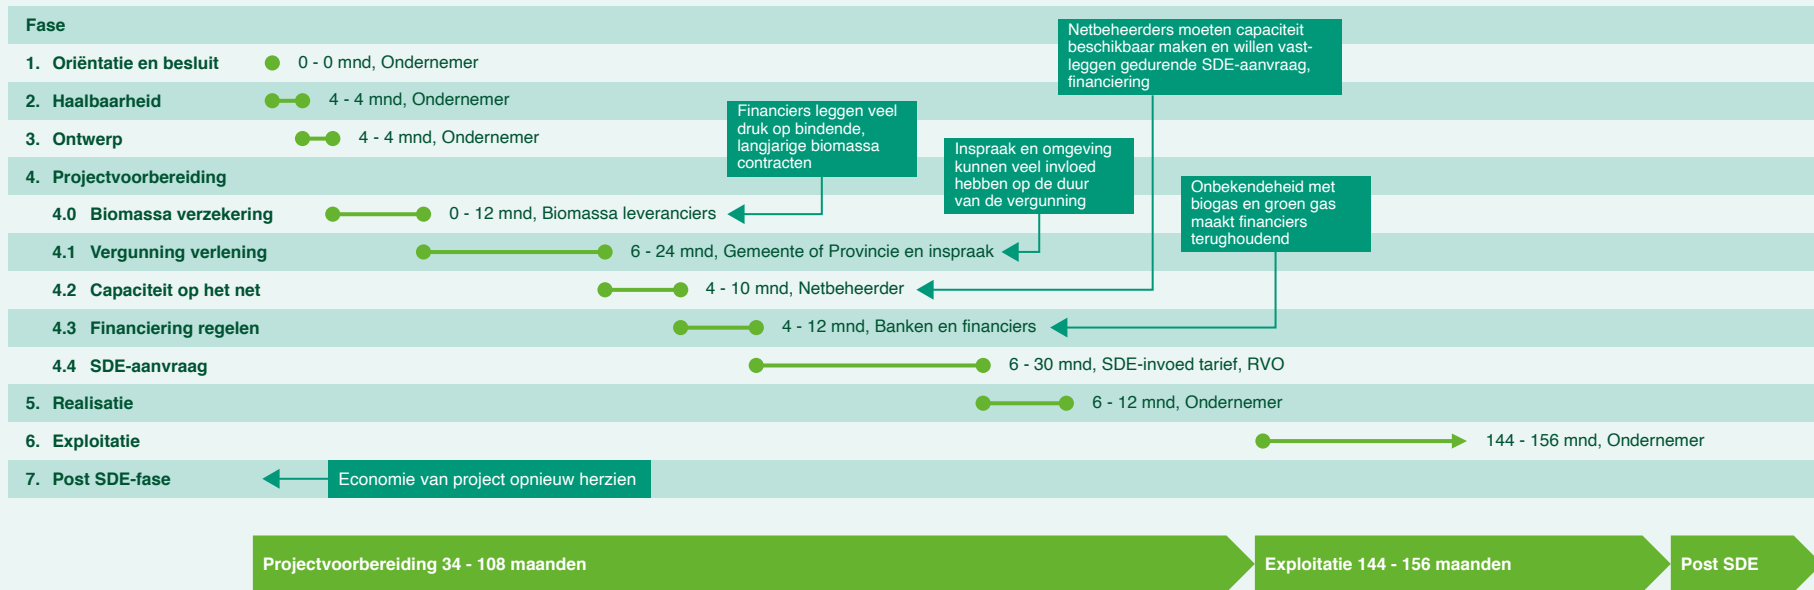 Fase
1. Oriëntatie en besluit
0 - 0 mnd, Ondernemer
2. Haalbaarheid
4 - 4 mnd, Ondernemer
3. Ontwerp
4 - 4 mnd, Ondernemer
4. Projectvoorbereiding
4.0 Biomassa verzekering
0 - 12 mnd, Biomassa leveranciers
4.1 Vergunning verlening
6 - 24 mnd, Gemeente of Provincie en inspraak
4.2 Capaciteit op het net
4 - 10 mnd, Netbeheerder
4.3 Financiering regelen
4 - 12 mnd, Banken en financiers
4.4 SDE-aanvraag
6 - 30 mnd, SDE-invoed tarief, RVO
5. Realisatie
6 - 12 mnd, Ondernemer
6. Exploitatie
144 - 156 mnd, Ondernemer
7. Post SDE-fase
Economie van project opnieuw herzien
Financiers leggen veel
druk op bindende,
langjarige biomassa
contracten
Inspraak en omgeving
kunnen veel invloed
hebben op de duur
van de vergunning
Netbeheerders moeten capaciteit
beschikbaar maken en willen vast-
leggen gedurende SDE-aanvraag,
financiering
Onbekendeheid met
biogas en groen gas
maakt financiers
terughoudend
Projectvoorbereiding 34 - 108 maanden
Exploitatie 144 - 156 maanden
Post SDE